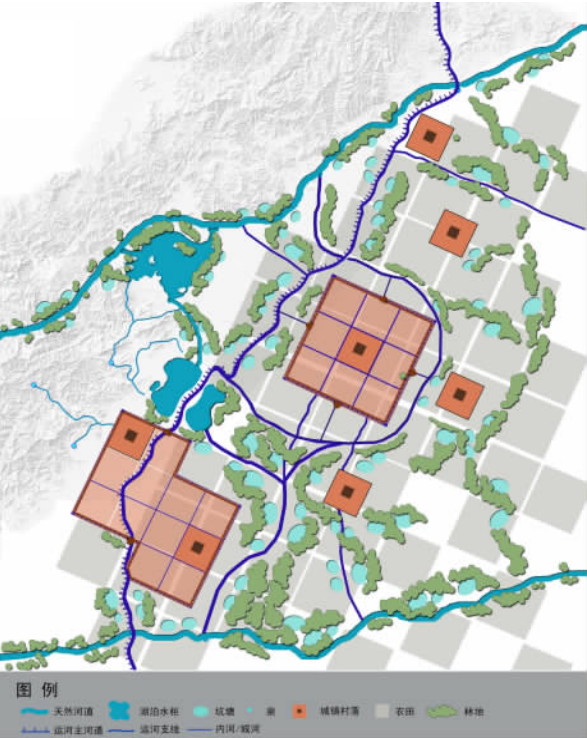 图 例
天然河道 湖泊水柜 坑塘 泉 城镇村落 农田 林地
运河主河道 运河支线 内河/城河